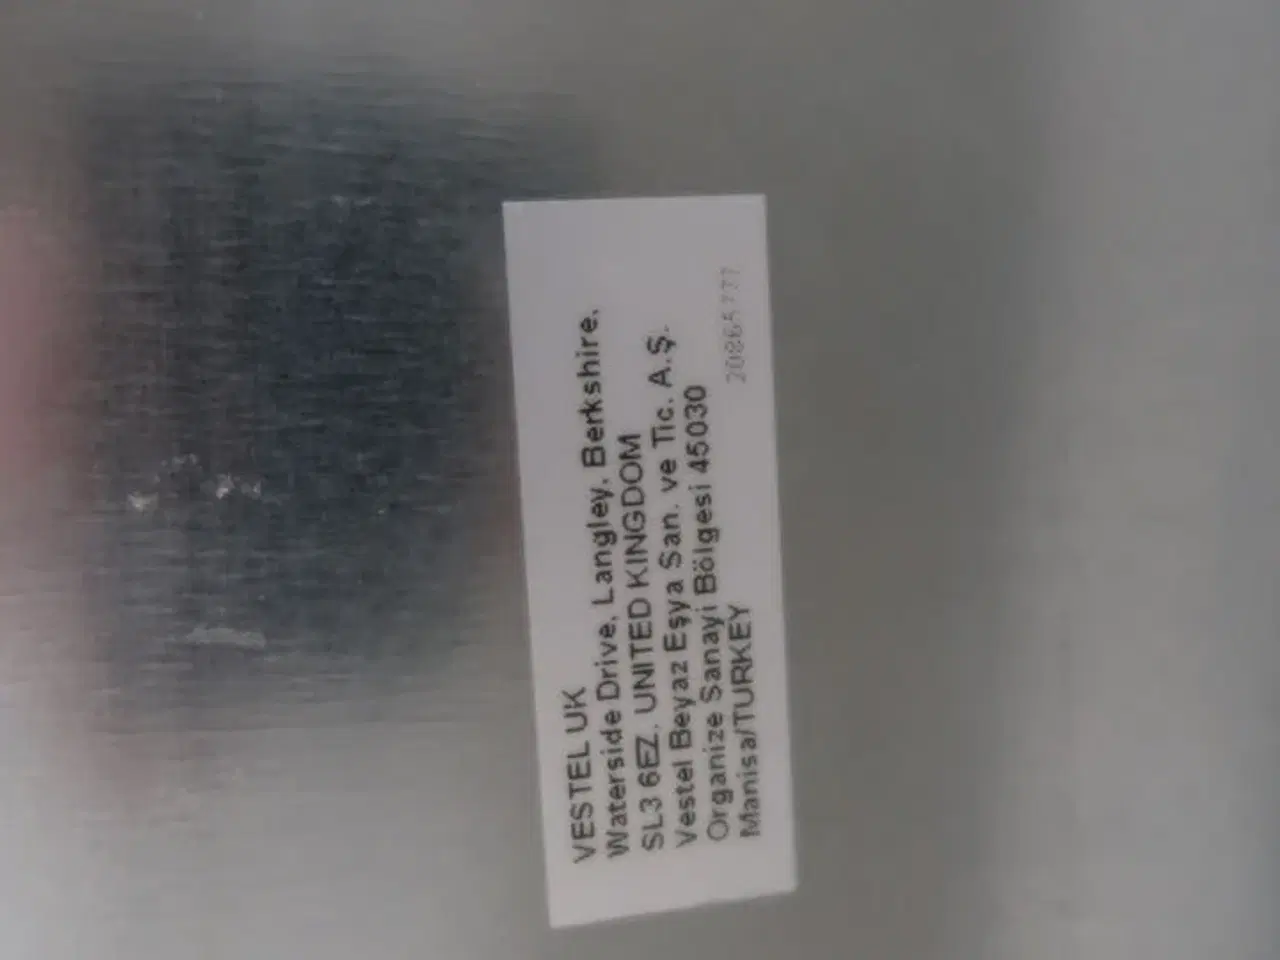 VESTEL UK
Waterside Drive, Langley, Berkshire,
SL3 6EZ, UNITED KINGDOM
Vestel Beyaz Eşya San. ve Tic. A.Ş.
Organize Sanayi Bölgesi 45030
Manisa/TURKEY